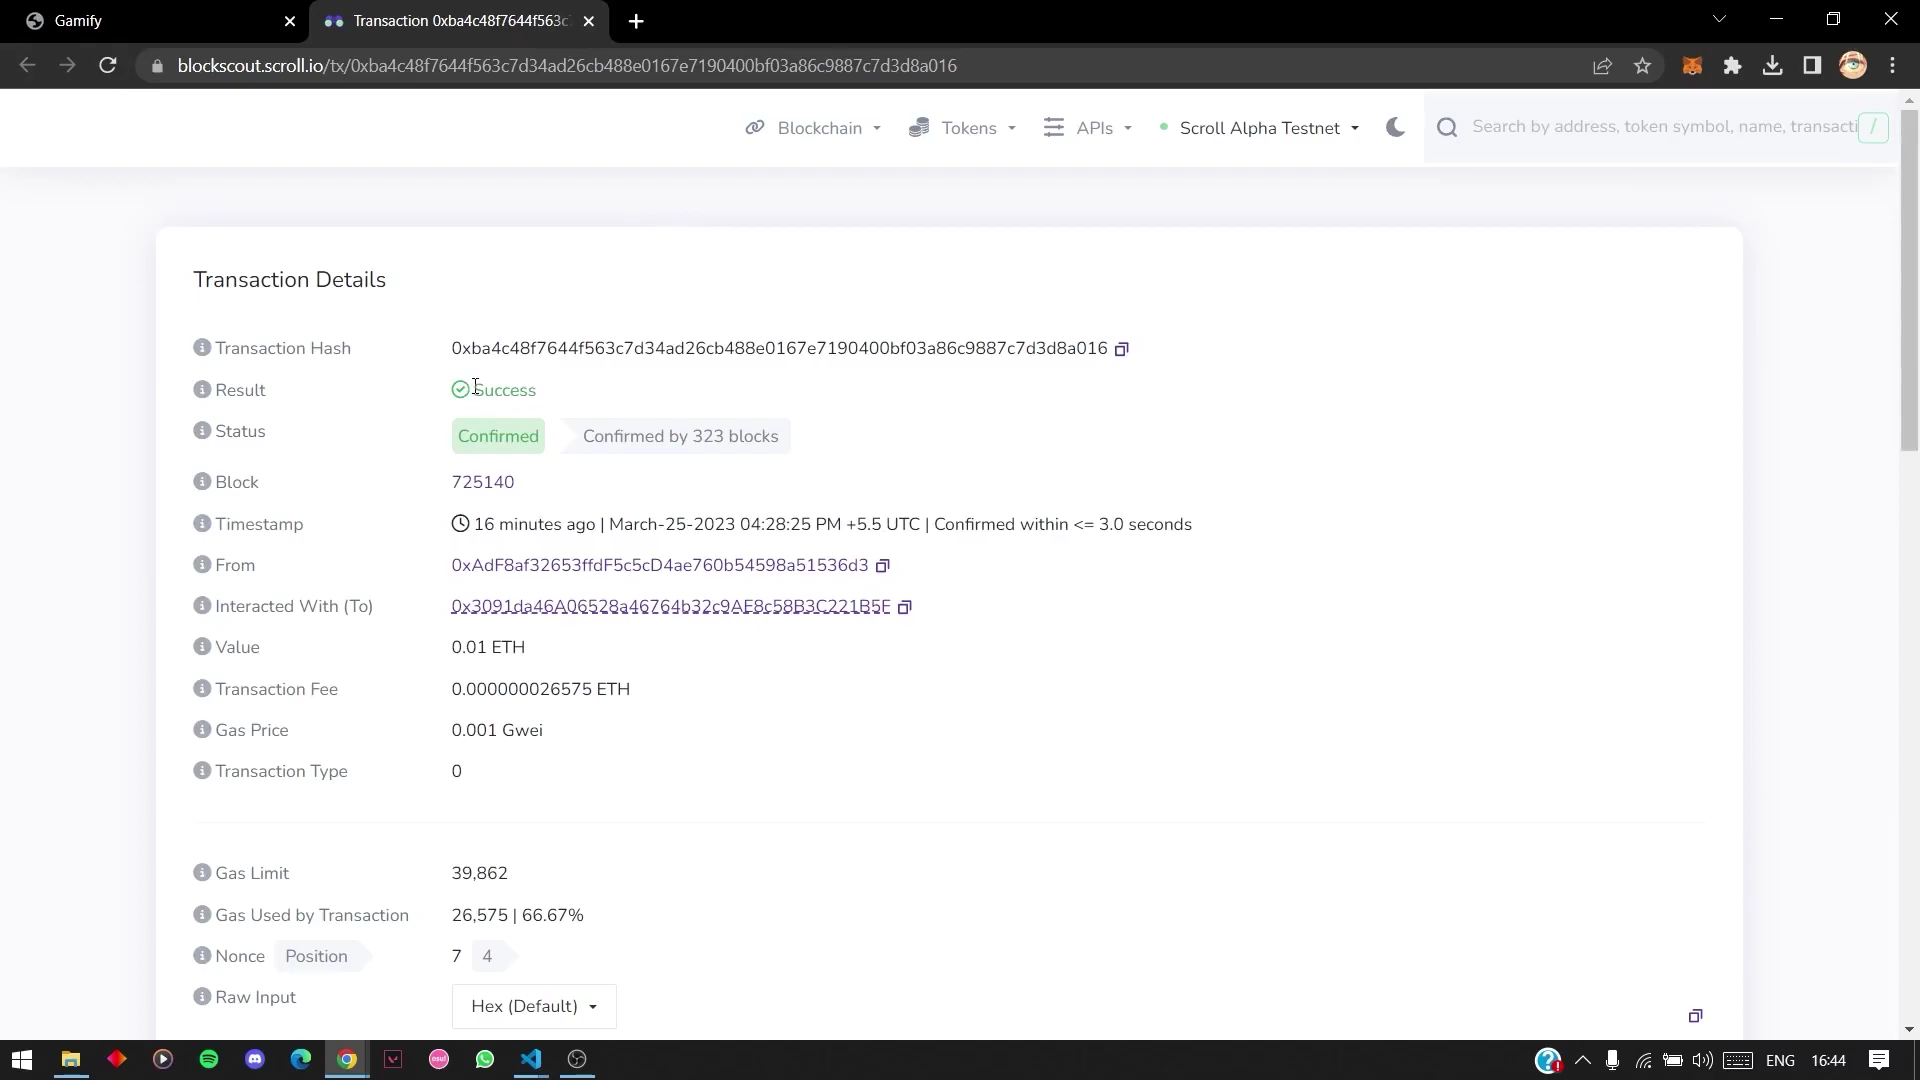 Gamify
Transaction 0xba4c48f7644f563c
blockscout.scroll.io/tx/0xba4c48f7644f563c7d34ad26cb488e0167e7190400bf03a86c9887c7d3d8a016
Blockchain Tokens APIs Scroll Alpha Testnet Search by address, token symbol, name, transacti /
Transaction Details
Transaction Hash 0xba4c48f7644f563c7d34ad26cb488e0167e7190400bf03a86c9887c7d3d8a016
Result Success
Status Confirmed Confirmed by 323 blocks
Block 725140
Timestamp 16 minutes ago | March-25-2023 04:28:25 PM +5.5 UTC | Confirmed within <= 3.0 seconds
From 0xAdF8af32653ffdF5c5cD4ae760b54598a51536d3
Interacted With (To) 0x3091da46A06528a46764b32c9AE8c58B3C221B5F
Value 0.01 ETH
Transaction Fee 0.000000026575 ETH
Gas Price 0.001 Gwei
Transaction Type 0
Gas Limit 39,862
Gas Used by Transaction 26,575 | 66.67%
Nonce Position 7 4
Raw Input Hex (Default)
osu!
ENG 16:44